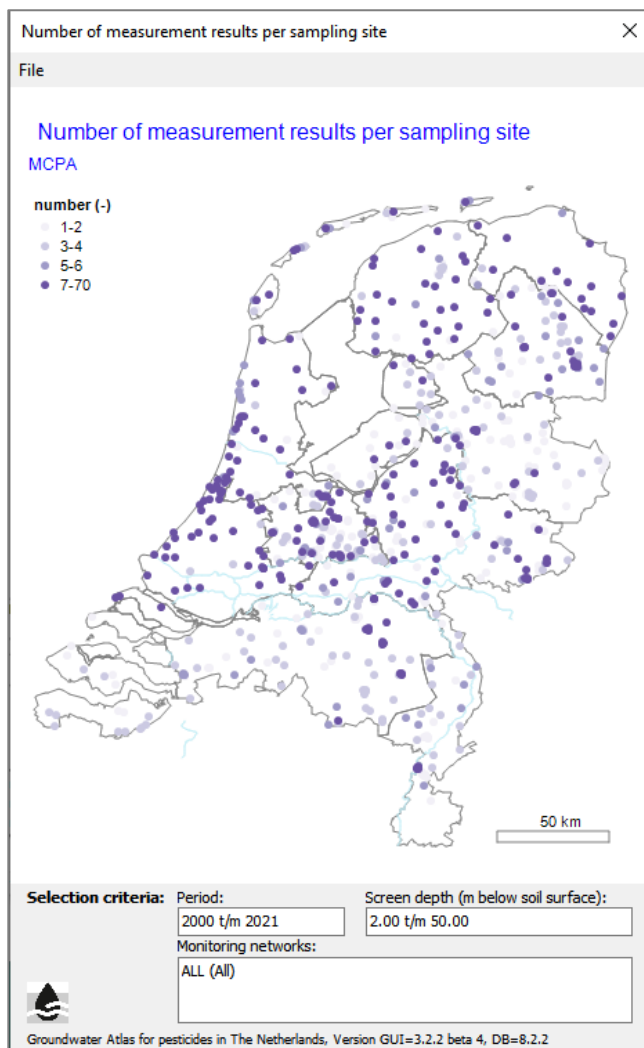 Number of measurement results per sampling site
File
Number of measurement results per sampling site
MCPA
number (-)
1-2
3-4
5-6
7-70
50 km
Selection criteria: Period: Screen depth (m below soil surface):
2000 t/m 2021 2.00 t/m 50.00
Monitoring networks:
ALL (All)
Groundwater Atlas for pesticides in The Netherlands, Version GUI=3.2.2 beta 4, DB=8.2.2